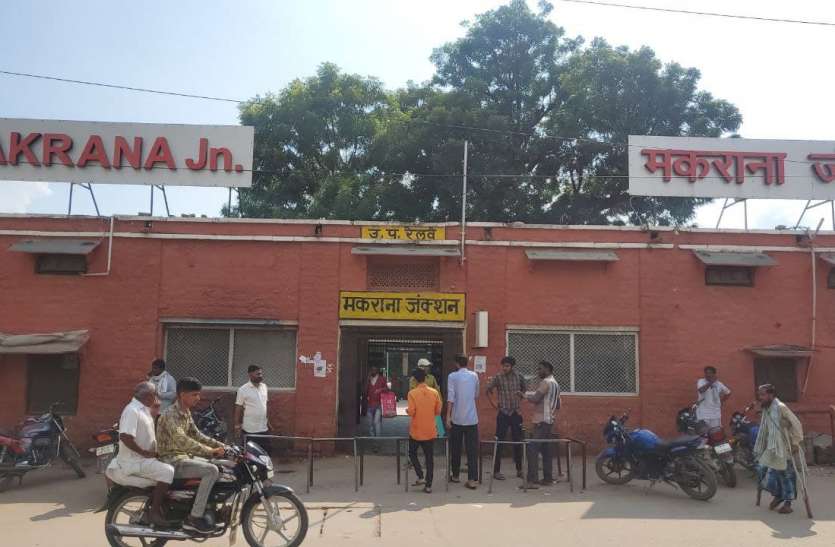 AKRANA Jn.
मकराना ज
उ. प. रेलवे
मकराना जंक्शन